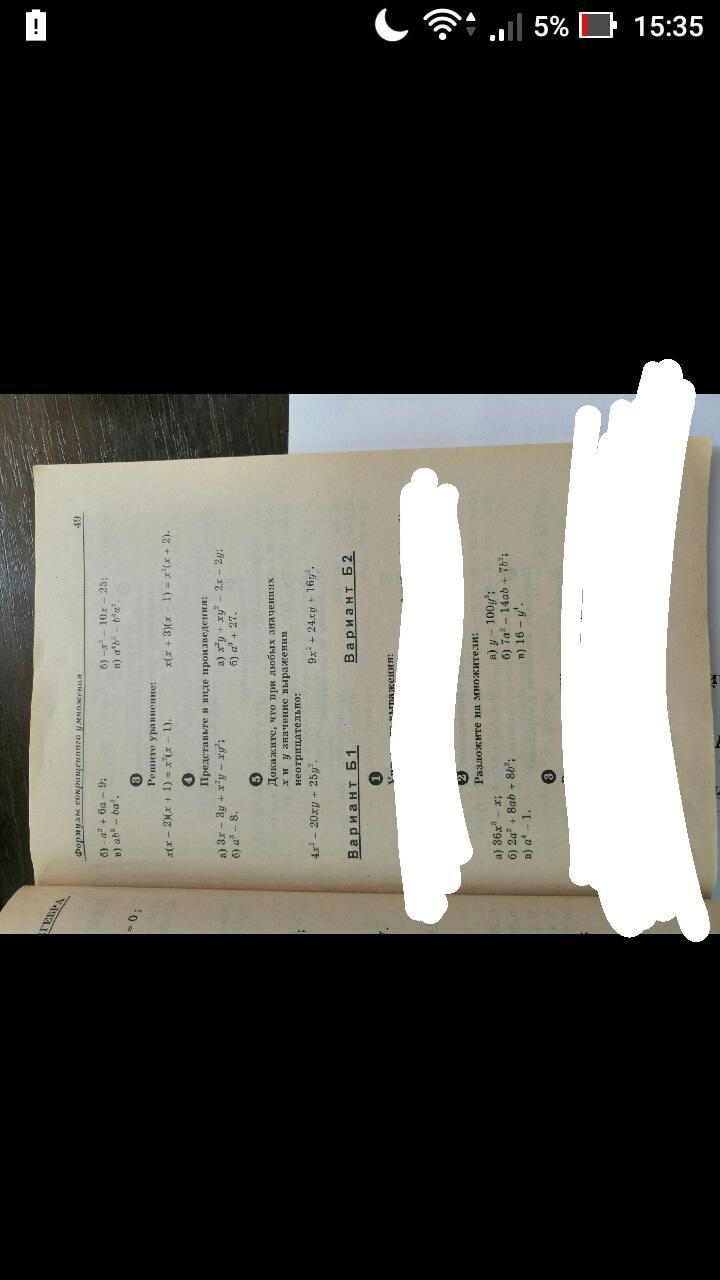 5% 15:35
АЛГЕБРА
= 0;
Формулы сокращенного умножения 49
б) -a² + 6a - 9; б) -x² - 10x - 25;
в) ab³ - ba³. в) a⁴b² - b⁴a².
3
Решите уравнение:
x(x - 2)(x + 1) = x²(x - 1). x(x + 3)(x - 1) = x²(x + 2).
4
Представьте в виде произведения:
а) 3x - 3y + x²y - xy²; а) x²y + xy² - 2x - 2y;
б) a³ - 8. б) a³ + 27.
5
Докажите, что при любых значениях
x и y значение выражения
неотрицательно:
4x² - 20xy + 25y². 9x² + 24xy + 16y².
Вариант Б1 Вариант Б2
1
выражения:
2
Разложите на множители:
а) 36x³ - x; а) y - 100y³;
б) 2a² + 8ab + 8b²; б) 7a² - 14ab + 7b²;
в) a⁴ - 1. в) 16 - y⁴.
3